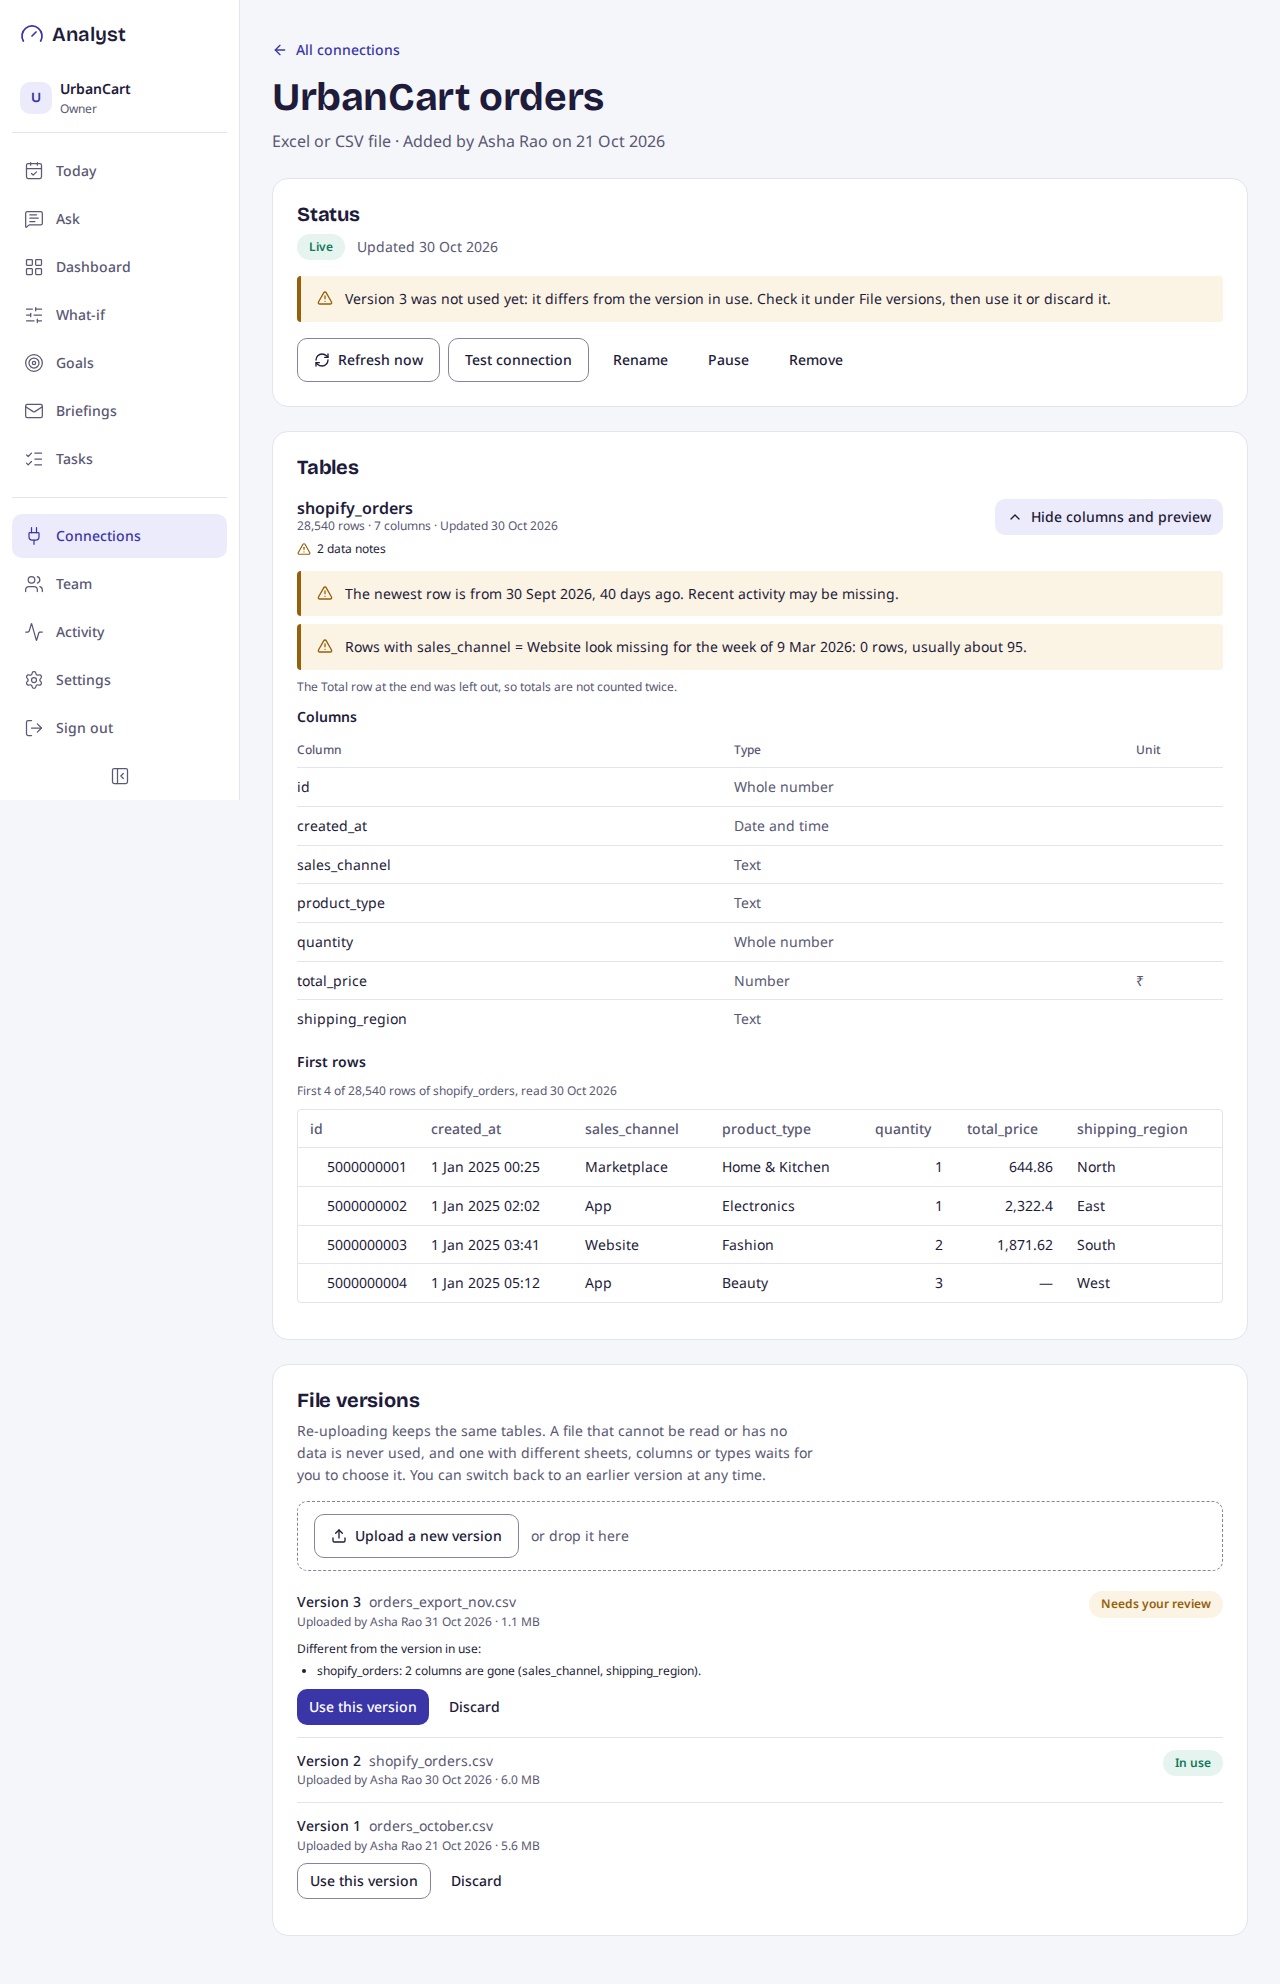 Analyst
U
UrbanCart
Owner
Today
Ask
Dashboard
What-if
Goals
Briefings
Tasks
Connections
Team
Activity
Settings
Sign out
All connections
UrbanCart orders
Excel or CSV file · Added by Asha Rao on 21 Oct 2026
Status
Live Updated 30 Oct 2026
Version 3 was not used yet: it differs from the version in use. Check it under File versions, then use it or discard it.
Refresh now Test connection Rename Pause Remove
Tables
shopify_orders
28,540 rows · 7 columns · Updated 30 Oct 2026
Hide columns and preview
2 data notes
The newest row is from 30 Sept 2026, 40 days ago. Recent activity may be missing.
Rows with sales_channel = Website look missing for the week of 9 Mar 2026: 0 rows, usually about 95.
The Total row at the end was left out, so totals are not counted twice.
Columns
Column Type Unit
id Whole number
created_at Date and time
sales_channel Text
product_type Text
quantity Whole number
total_price Number ₹
shipping_region Text
First rows
First 4 of 28,540 rows of shopify_orders, read 30 Oct 2026
id created_at sales_channel product_type quantity total_price shipping_region
5000000001 1 Jan 2025 00:25 Marketplace Home & Kitchen 1 644.86 North
5000000002 1 Jan 2025 02:02 App Electronics 1 2,322.4 East
5000000003 1 Jan 2025 03:41 Website Fashion 2 1,871.62 South
5000000004 1 Jan 2025 05:12 App Beauty 3 — West
File versions
Re-uploading keeps the same tables. A file that cannot be read or has no
data is never used, and one with different sheets, columns or types waits for
you to choose it. You can switch back to an earlier version at any time.
Upload a new version or drop it here
Version 3 orders_export_nov.csv
Needs your review
Uploaded by Asha Rao 31 Oct 2026 · 1.1 MB
Different from the version in use:
• shopify_orders: 2 columns are gone (sales_channel, shipping_region).
Use this version Discard
Version 2 shopify_orders.csv
In use
Uploaded by Asha Rao 30 Oct 2026 · 6.0 MB
Version 1 orders_october.csv
Uploaded by Asha Rao 21 Oct 2026 · 5.6 MB
Use this version Discard